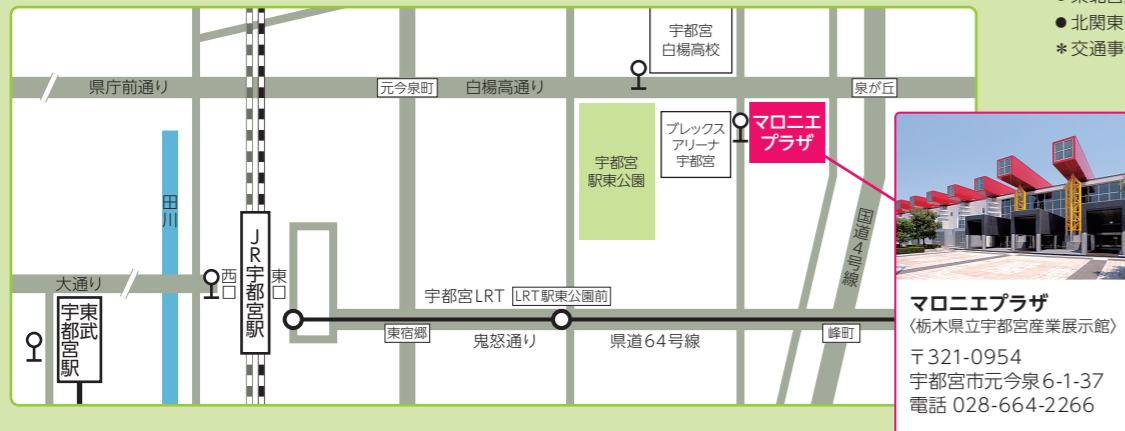 ● 北関東
＊交通事
宇都宮
白楊高校
県庁前通り
元今泉町
白楊高通り
泉が丘
ブレックス
アリーナ
宇都宮
マロニエ
プラザ
宇都宮
駅東公園
田川
国道4号線
JR宇都宮駅
西口
東口
大通り
宇都宮LRT
LRT駅東公園前
東武
宇都宮駅
東宿郷
鬼怒通り
県道64号線
峰町
マロニエプラザ
〈栃木県立宇都宮産業展示館〉
〒321-0954
宇都宮市元今泉6-1-37
電話 028-664-2266